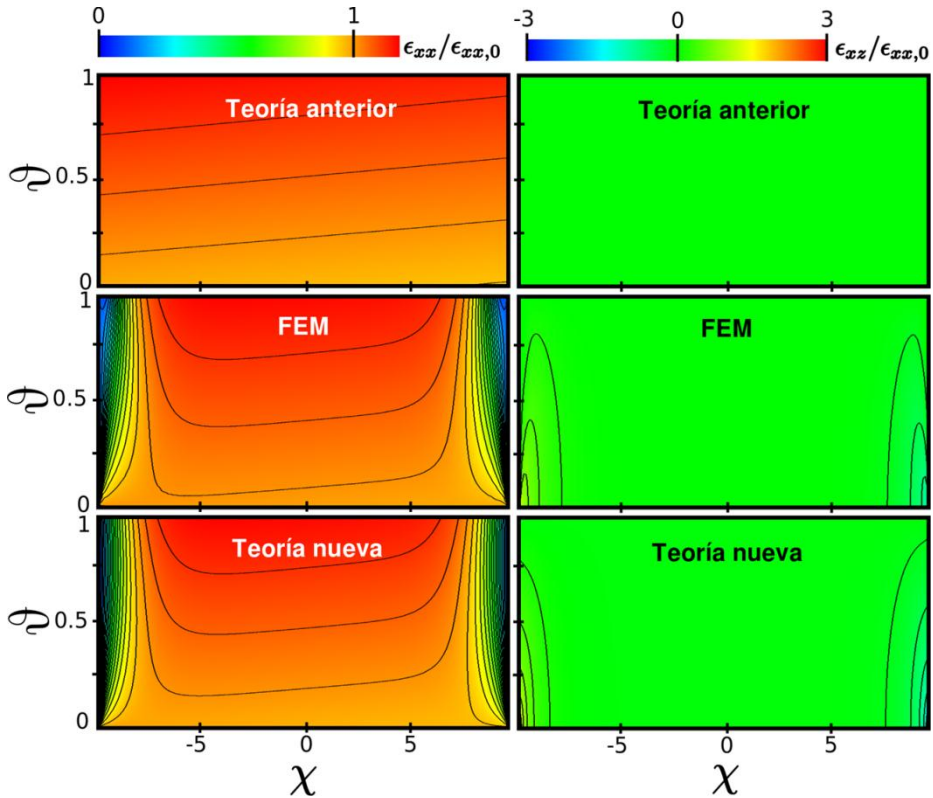 0 1 ϵxx/ϵxx,0
-3 0 3 ϵxz/ϵxx,0
1
Teoría anterior
Teoría anterior
ϑ 0.5
0
1
FEM
FEM
ϑ 0.5
0
1
Teoría nueva
Teoría nueva
ϑ 0.5
0
-5 0 5
-5 0 5
χ
χ